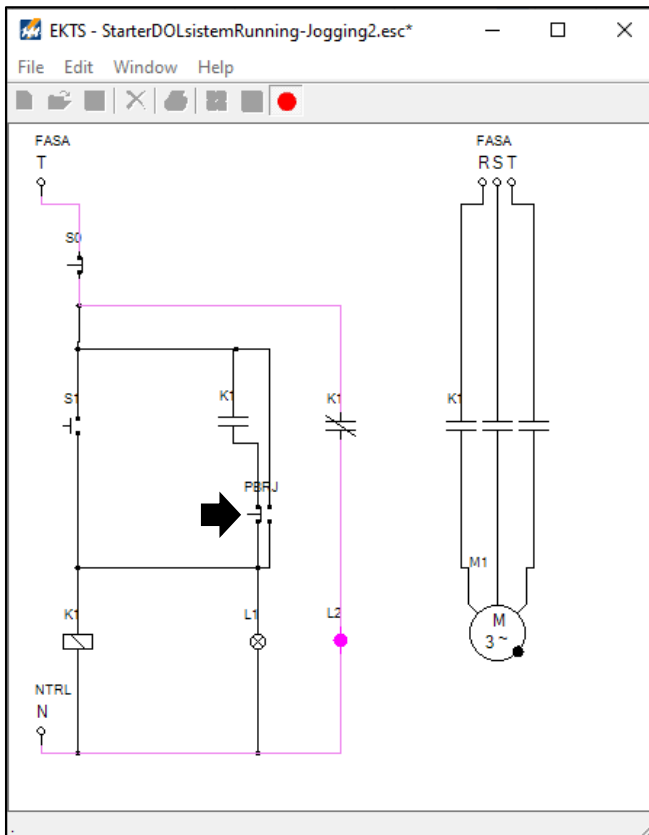 EKTS - StarterDOLsistemRunning-Jogging2.esc*
File Edit Window Help
FASA
T
FASA
R S T
S0
S1
K1
K1
K1
PBRJ
M1
K1
L1
L2
M
3 ~
NTRL
N